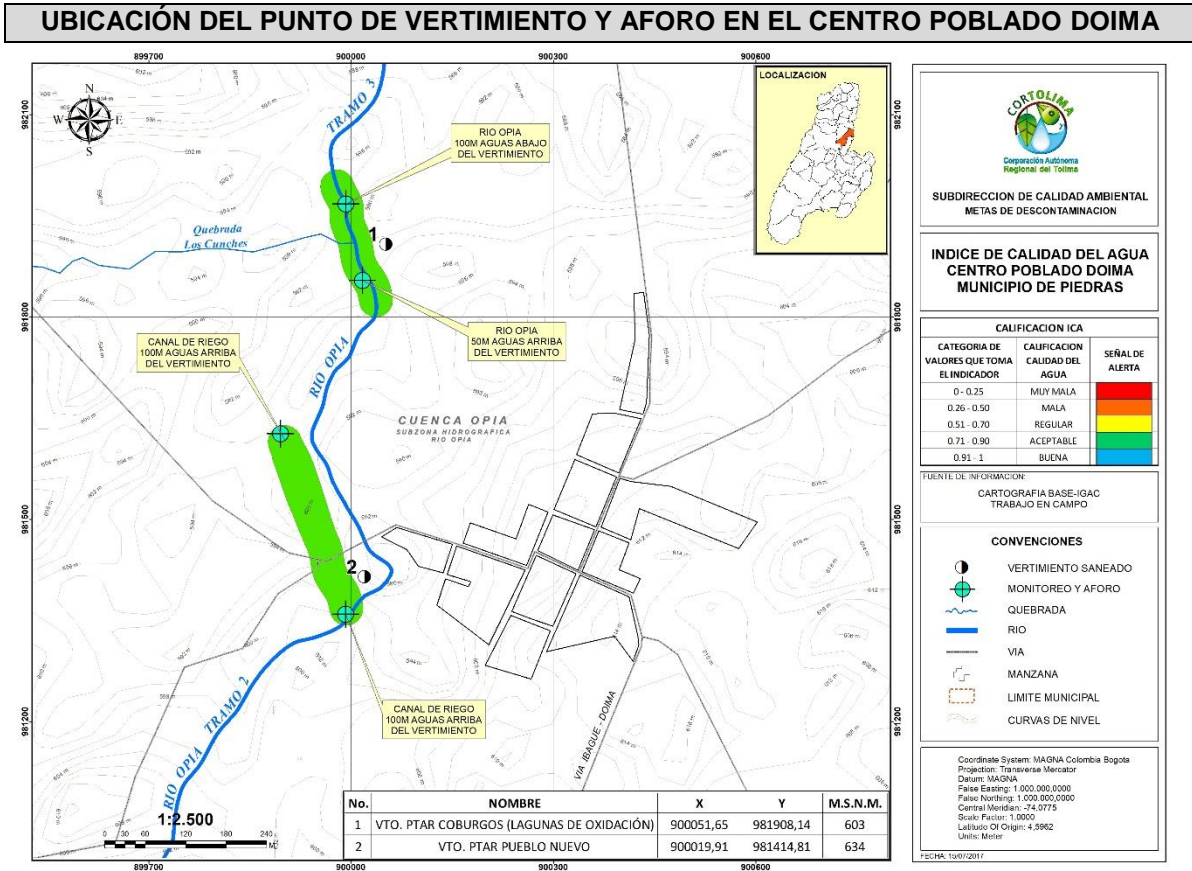 UBICACIÓN DEL PUNTO DE VERTIMIENTO Y AFORO EN EL CENTRO POBLADO DOIMA
899700
900000
900300
900600
982100
981800
981500
981200
N
W
E
S
TRAMO 3
RIO OPIA
100M AGUAS ABAJO
DEL VERTIMIENTO
Quebrada
Los Cunches
1
RIO OPIA
50M AGUAS ARRIBA
DEL VERTIMIENTO
CANAL DE RIEGO
100M AGUAS ARRIBA
DEL VERTIMIENTO
RIO OPIA
CUENCA OPIA
SUBZONA HIDROGRAFICA
RIO OPIA
2
CANAL DE RIEGO
100M AGUAS ARRIBA
DEL VERTIMIENTO
RIO OPIA TRAMO 2
VIA IBAGUE - DOIMA
LOCALIZACION
1:2.500
0 30 60 120 180 240
M
No. NOMBRE X Y M.S.N.M.
1 VTO. PTAR COBURGOS (LAGUNAS DE OXIDACIÓN) 900051,65 981908,14 603
2 VTO. PTAR PUEBLO NUEVO 900019,91 981414,81 634
899700
900000
900300
900600
982100
981800
981500
981200
CORTOLIMA
Corporación Autónoma
Regional del Tolima
SUBDIRECCION DE CALIDAD AMBIENTAL
METAS DE DESCONTAMINACION
INDICE DE CALIDAD DEL AGUA
CENTRO POBLADO DOIMA
MUNICIPIO DE PIEDRAS
CALIFICACION ICA
CATEGORIA DE VALORES QUE TOMA EL INDICADOR
CALIFICACION CALIDAD DEL AGUA
SEÑAL DE ALERTA
0 - 0.25 MUY MALA
0.26 - 0.50 MALA
0.51 - 0.70 REGULAR
0.71 - 0.90 ACEPTABLE
0.91 - 1 BUENA
FUENTE DE INFORMACION:
CARTOGRAFIA BASE-IGAC
TRABAJO EN CAMPO
CONVENCIONES
VERTIMIENTO SANEADO
MONITOREO Y AFORO
QUEBRADA
RIO
VIA
MANZANA
LIMITE MUNICIPAL
CURVAS DE NIVEL
Coordinate System: MAGNA Colombia Bogota
Projection: Transverse Mercator
Datum: MAGNA
False Easting: 1.000.000,0000
False Northing: 1.000.000,0000
Central Meridian: -74,0775
Scale Factor: 1,0000
Latitude Of Origin: 4,5962
Units: Meter
FECHA: 15/07/2017